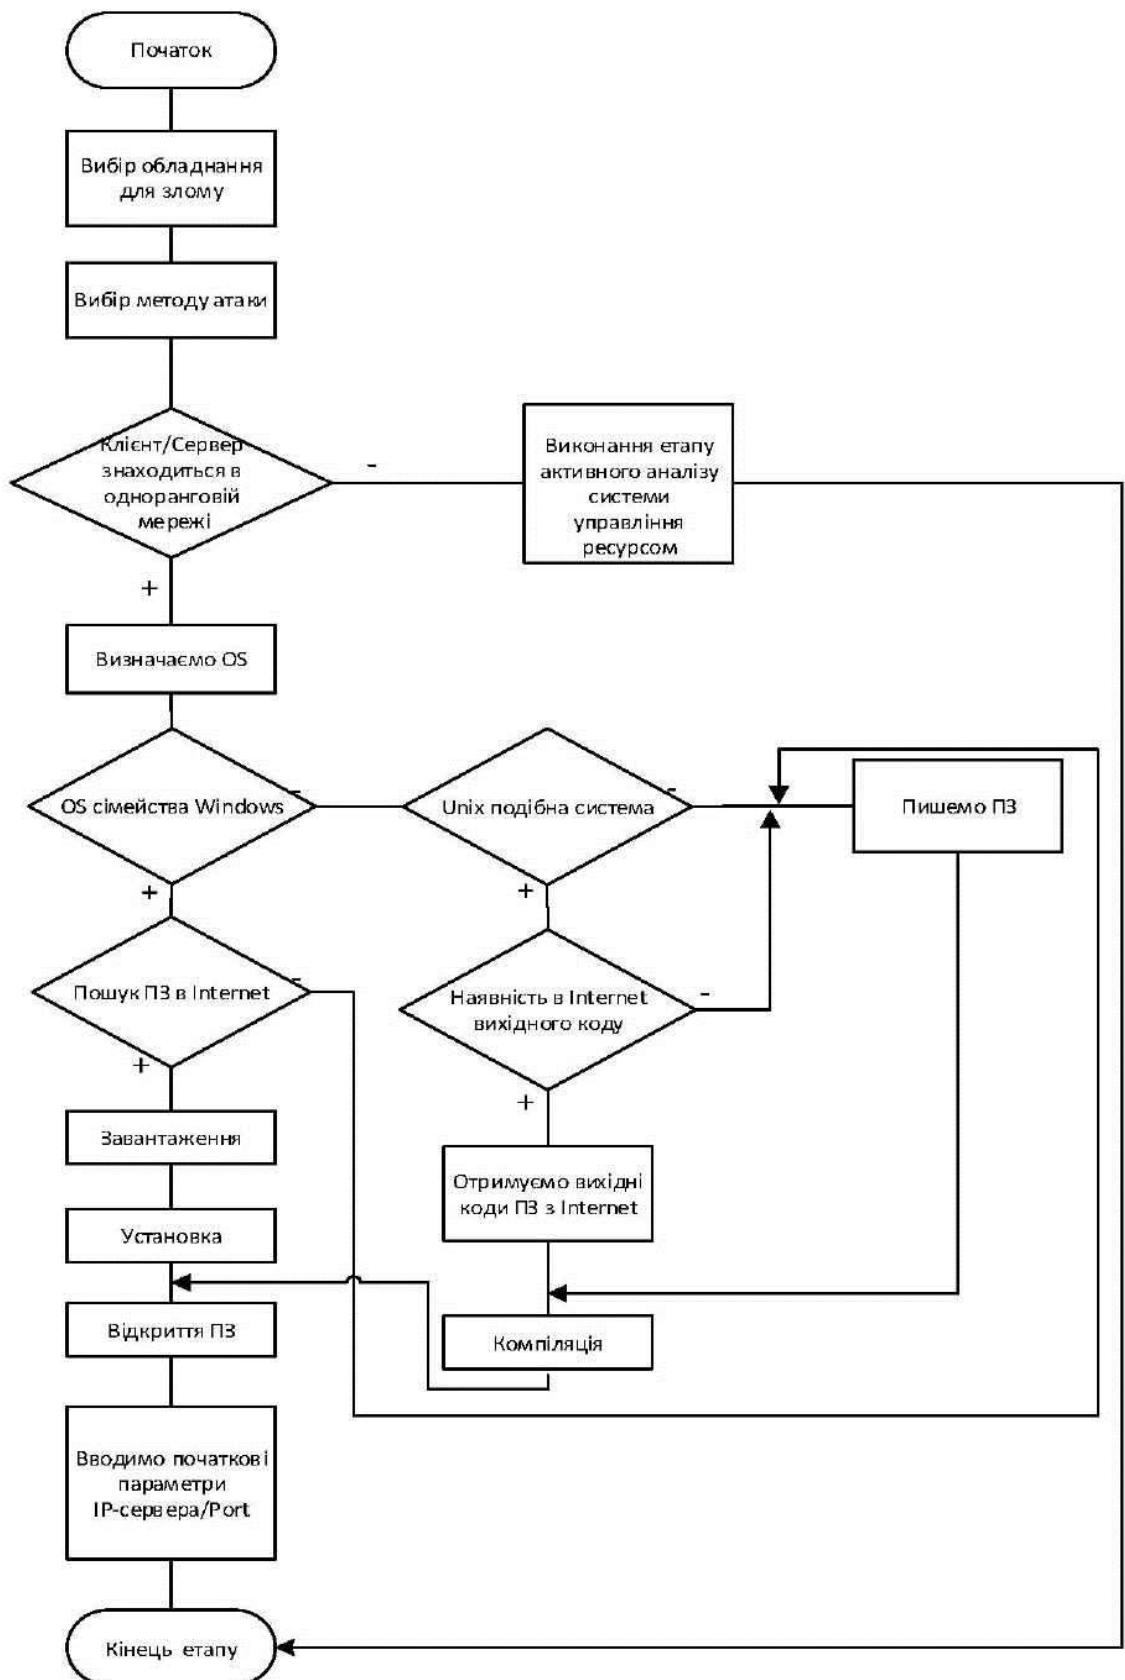 Початок
Вибір обладнання
для злому
Вибір методу атаки
Клієнт/Сервер
знаходиться в
одноранговій
мережі
-
Виконання етапу
активного аналізу
системи
управління
ресурсом
+
Визначаємо OS
OS сімейства Windows
-
Unix подібна система
-
Пишемо ПЗ
+
+
Пошук ПЗ в Internet
-
Наявність в Internet
вихідного коду
-
+
+
Завантаження
Отримуємо вихідні
коди ПЗ з Internet
Установка
Відкриття ПЗ
Компіляція
Вводимо початкові
параметри
IP-сервера/Port
Кінець етапу